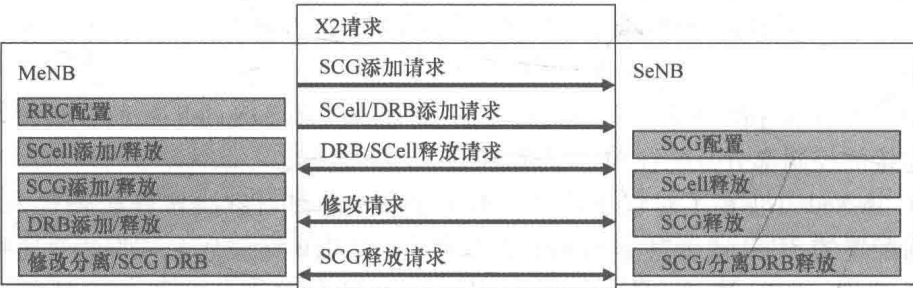 X2请求
MeNB
RRC配置
SCell添加/释放
SCG添加/释放
DRB添加/释放
修改分离/SCG DRB
SCG添加请求
SCell/DRB添加请求
DRB/SCell释放请求
修改请求
SCG释放请求
SeNB
SCG配置
SCell释放
SCG释放
SCG/分离DRB释放